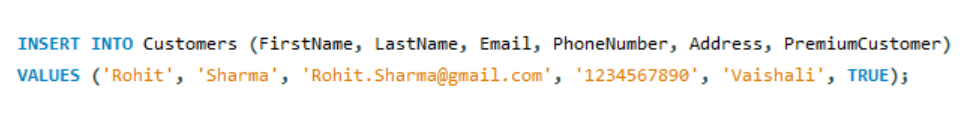 INSERT INTO Customers (FirstName, LastName, Email, PhoneNumber, Address, PremiumCustomer)
VALUES ('Rohit', 'Sharma', 'Rohit.Sharma@gmail.com', '1234567890', 'Vaishali', TRUE);